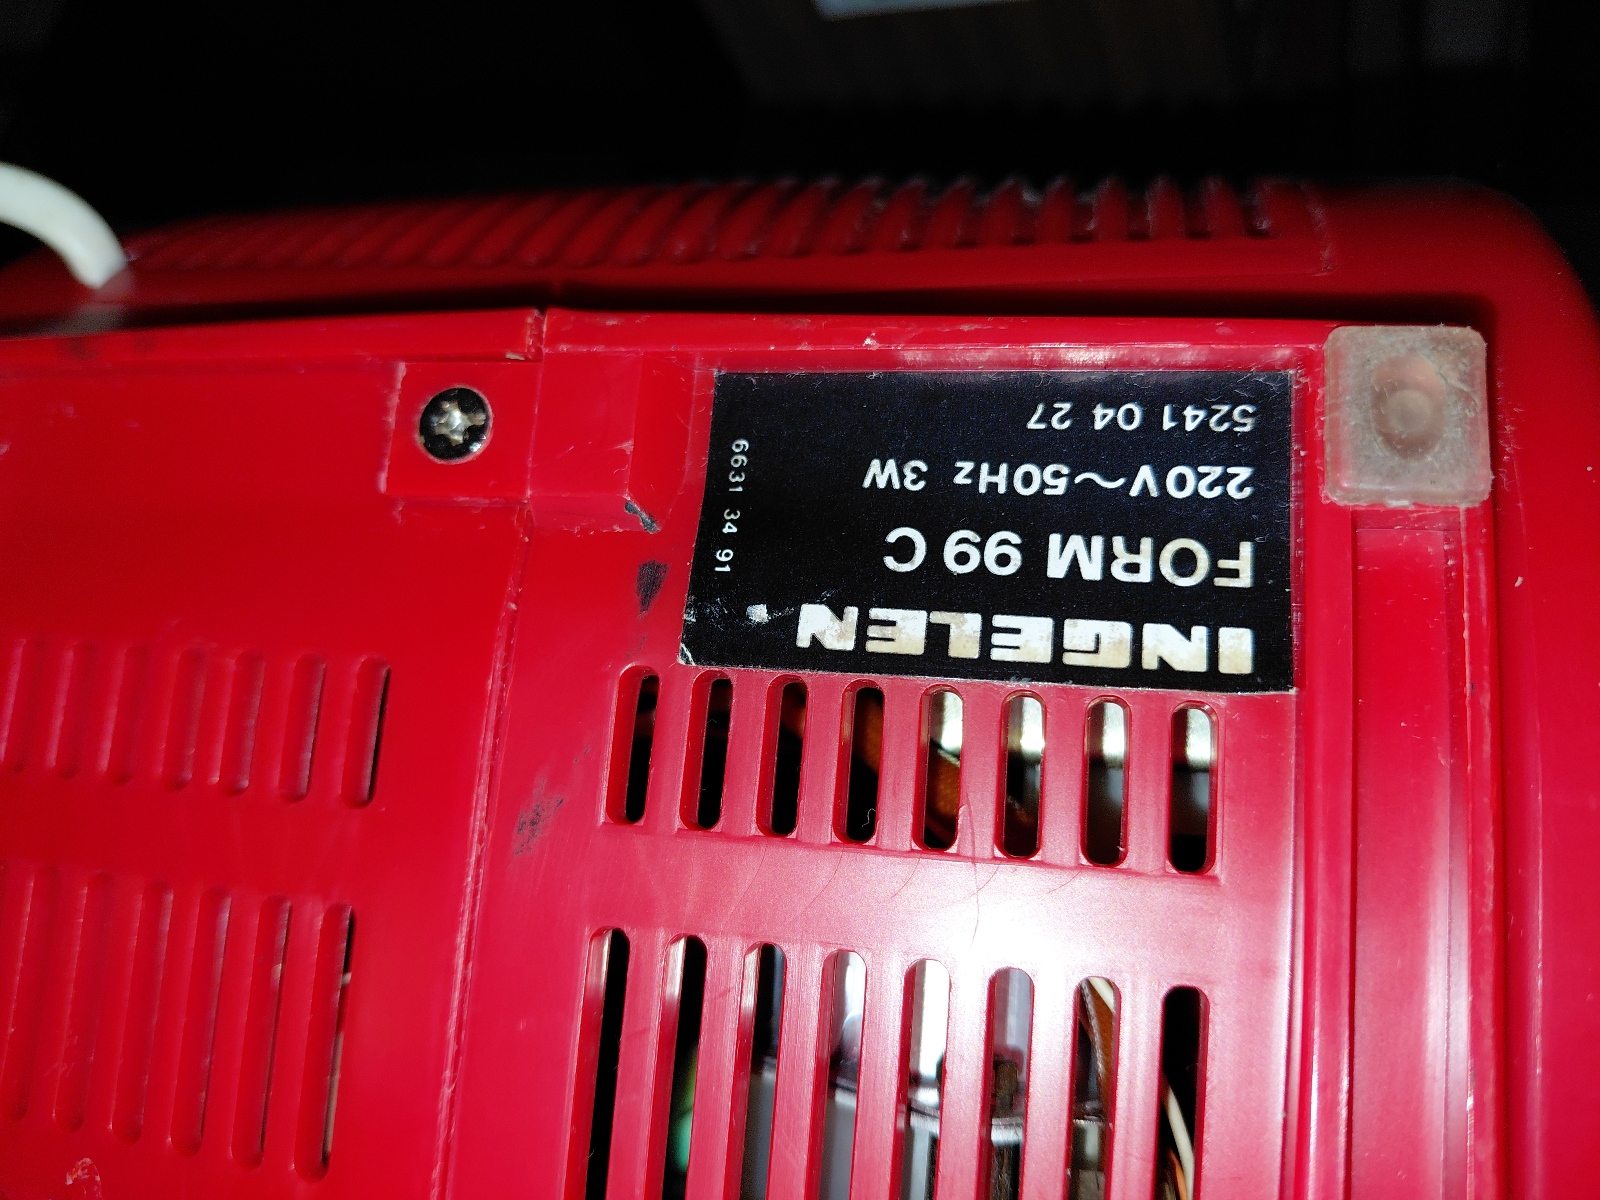 INGELEN
FORM 99 C
220V~50Hz 3W
5241 04 27
6631 34 91